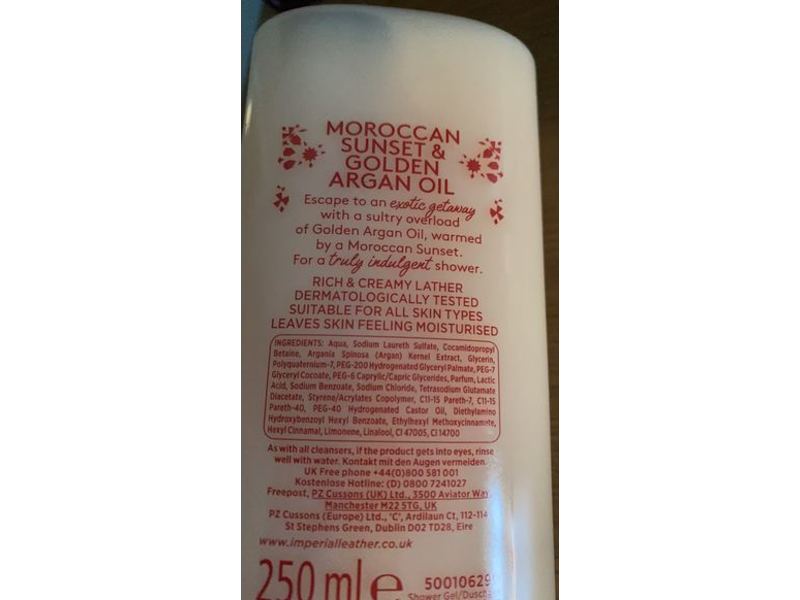 MOROCCAN
SUNSET &
GOLDEN
ARGAN OIL
Escape to an exotic getaway
with a sultry overload
of Golden Argan Oil, warmed
by a Moroccan Sunset.
For a truly indulgent shower.
RICH & CREAMY LATHER
DERMATOLOGICALLY TESTED
SUITABLE FOR ALL SKIN TYPES
LEAVES SKIN FEELING MOISTURISED
INGREDIENTS: Aqua, Sodium Laureth Sulfate, Cocamidopropyl
Betaine, Argania Spinosa (Argan) Kernel Extract, Glycerin,
Polyquaternium-7, PEG-200 Hydrogenated Glyceryl Palmate, PEG-7
Glyceryl Cocoate, PEG-6 Caprylic/Capric Glycerides, Parfum, Lactic
Acid, Sodium Benzoate, Sodium Chloride, Tetrasodium Glutamate
Diacetate, Styrene/Acrylates Copolymer, C11-15 Pareth-7, C11-15
Pareth-40, PEG-40 Hydrogenated Castor Oil, Diethylamino
Hydroxybenzoyl Hexyl Benzoate, Ethylhexyl Methoxycinnamate,
Hexyl Cinnamal, Limonene, Linalool, CI 47005, CI 14700
As with all cleansers, if the product gets into eyes, rinse
well with water. Kontakt mit den Augen vermeiden.
UK Free phone +44(0)800 581 001
Kostenlose Hotline: (D) 0800 7241027
Freepost, PZ Cussons (UK) Ltd., 3500 Aviator Way,
Manchester M22 5TG, UK
PZ Cussons (Europe) Ltd., 'C', Ardilaun Ct, 112-114
St Stephens Green, Dublin D02 TD28, Eire
www.imperialleather.co.uk
250 ml e 50010629
Shower Gel/Dusch